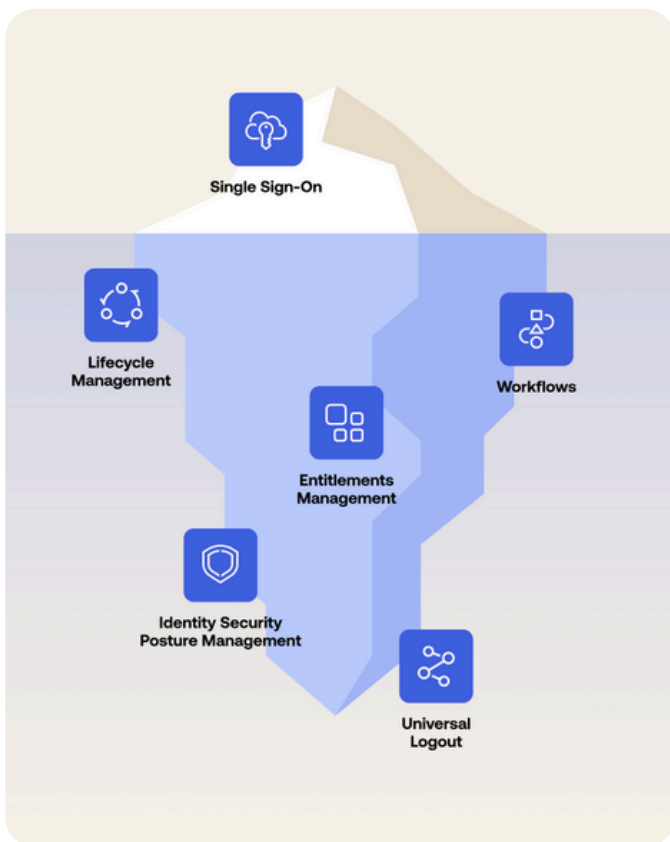 Single Sign-On
Lifecycle
Management
Workflows
Entitlements
Management
Identity Security
Posture Management
Universal
Logout